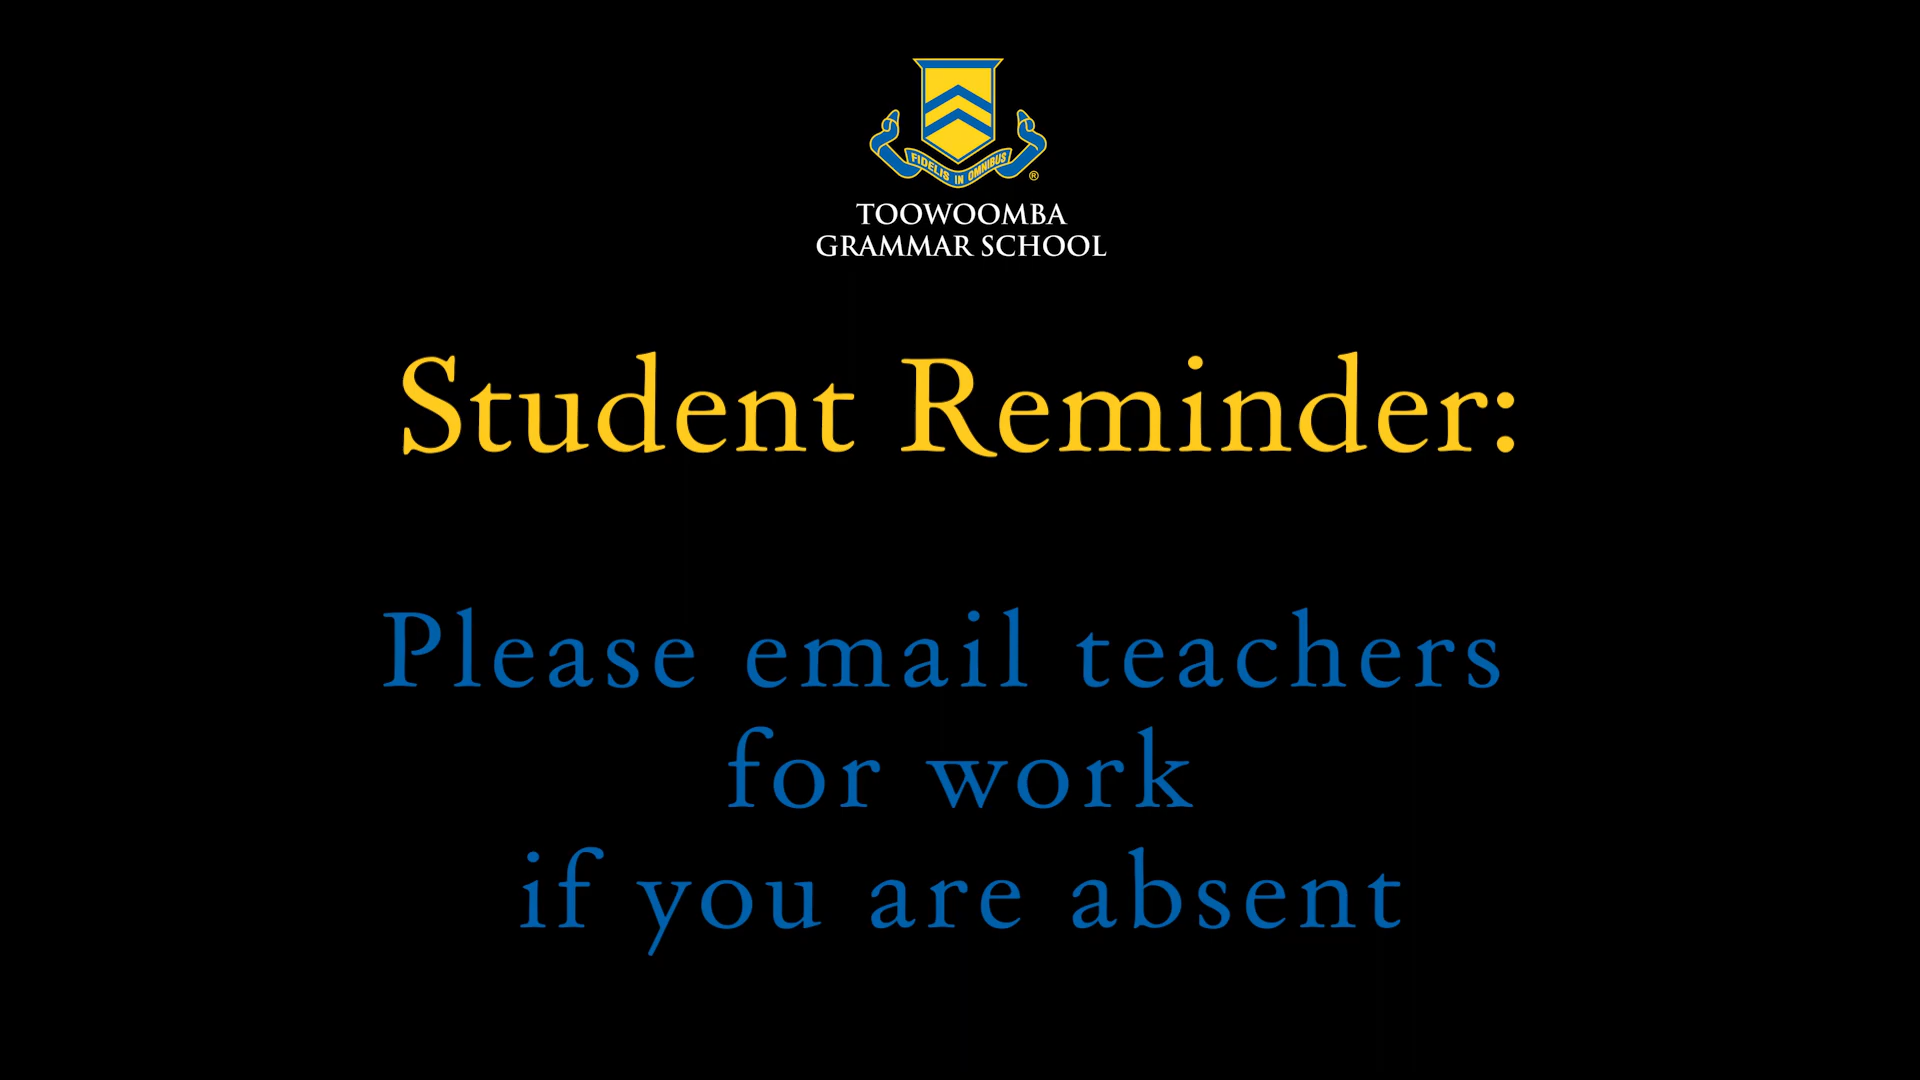 FIDELIS IN OMNIBUS
®
TOOWOOMBA
GRAMMAR SCHOOL
Student Reminder:
Please email teachers
for work
if you are absent